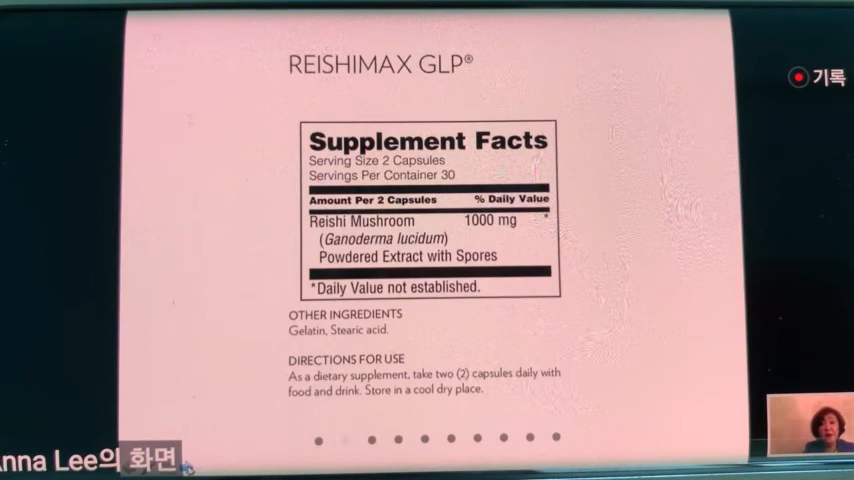 REISHIMAX GLP®
기록
Supplement Facts
Serving Size 2 Capsules
Servings Per Container 30
Amount Per 2 Capsules % Daily Value
Reishi Mushroom 1000 mg *
(Ganoderma lucidum)
Powdered Extract with Spores
*Daily Value not established.
OTHER INGREDIENTS
Gelatin, Stearic acid.
DIRECTIONS FOR USE
As a dietary supplement, take two (2) capsules daily with
food and drink. Store in a cool dry place.
nna Lee의 화면